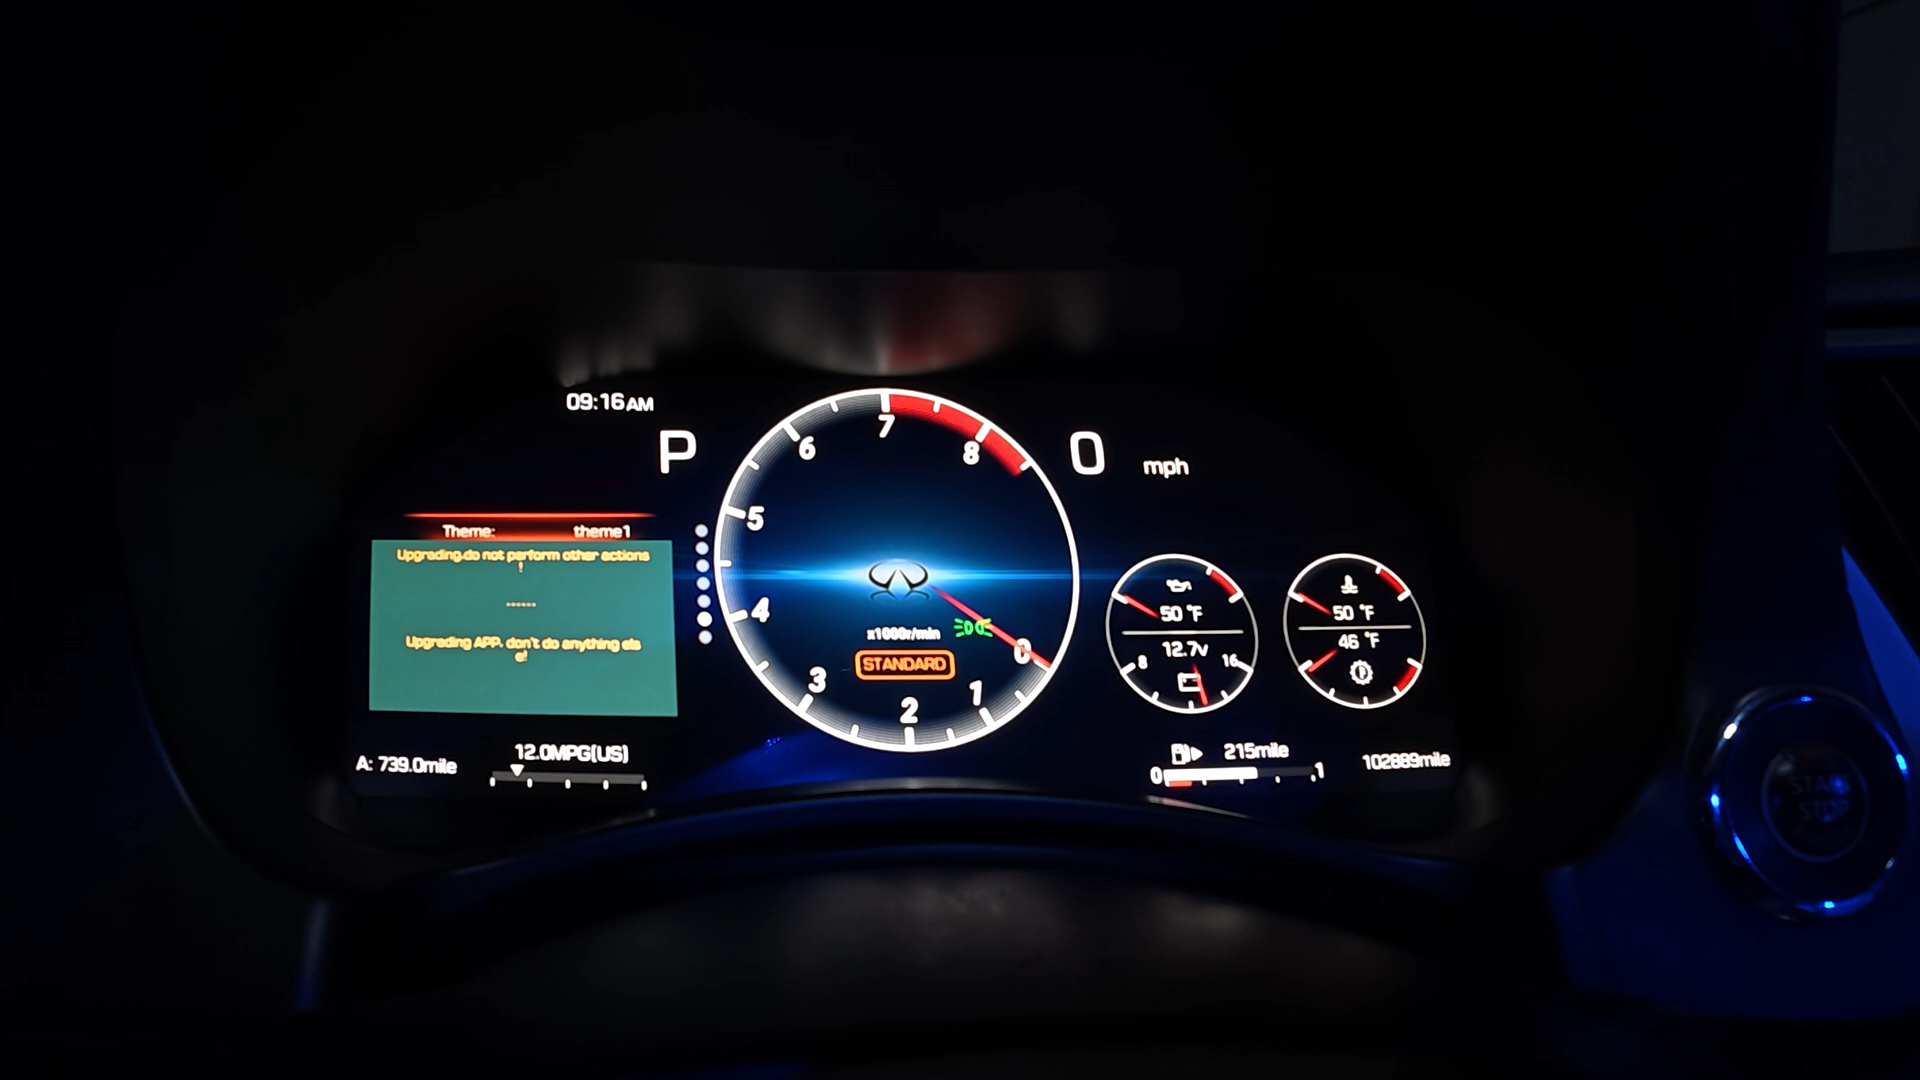 09:16AM
P
0 mph
Theme: theme1
Upgrading,do not perform other actions
!
......
Upgrading APP, don't do anything els
e!
A: 739.0mile
12.0MPG(US)
8
7
6
5
4
3
2
1
0
x1000r/min
STANDARD
50 °F
12.7v
8 16
50 °F
46 °F
P
215mile
0 1
102889mile
START
STOP